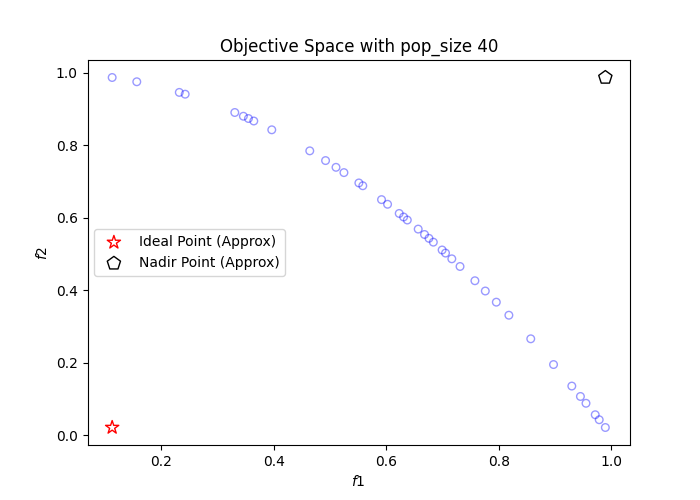 Objective Space with pop_size 40
f2
1.0
0.8
0.6
0.4
0.2
0.0
Ideal Point (Approx)
Nadir Point (Approx)
0.2 0.4 0.6 0.8 1.0
f1